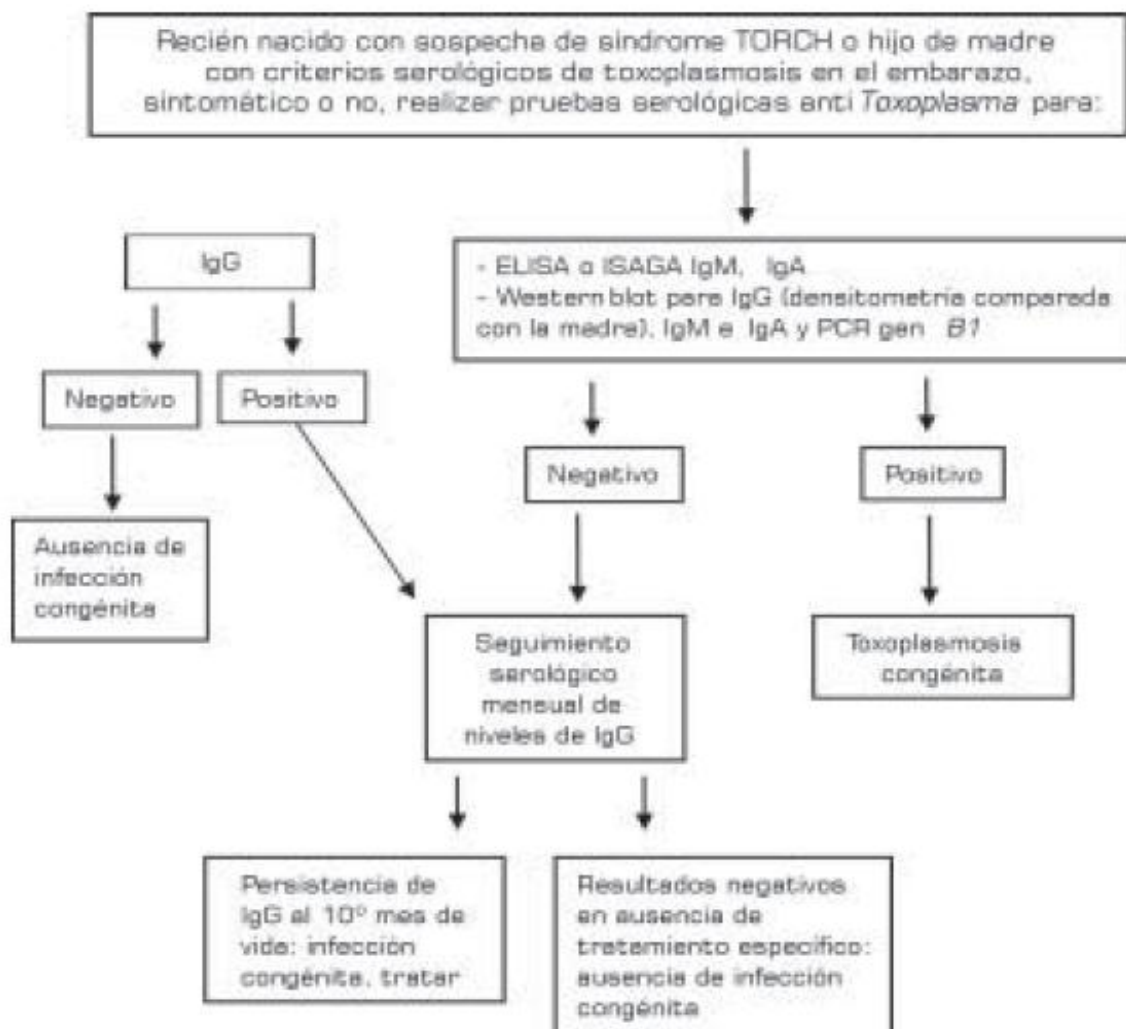 Recién nacido con sospecha de síndrome TORCH o hijo de madre
con criterios serológicos de toxoplasmosis en el embarazo,
sintomático o no, realizar pruebas serológicas anti Toxoplasma para:
IgG
- ELISA o ISAGA IgM, IgA
- Western blot para IgG (densitometría comparada
con la madre), IgM e IgA y PCR gen B1
Negativo
Positivo
Negativo
Positivo
Ausencia de
infección
congénita
Seguimiento
serológico
mensual de
niveles de IgG
Toxoplasmosis
congénita
Persistencia de
IgG al 10º mes de
vida: infección
congénita, tratar
Resultados negativos
en ausencia de
tratamiento específico:
ausencia de infección
congénita